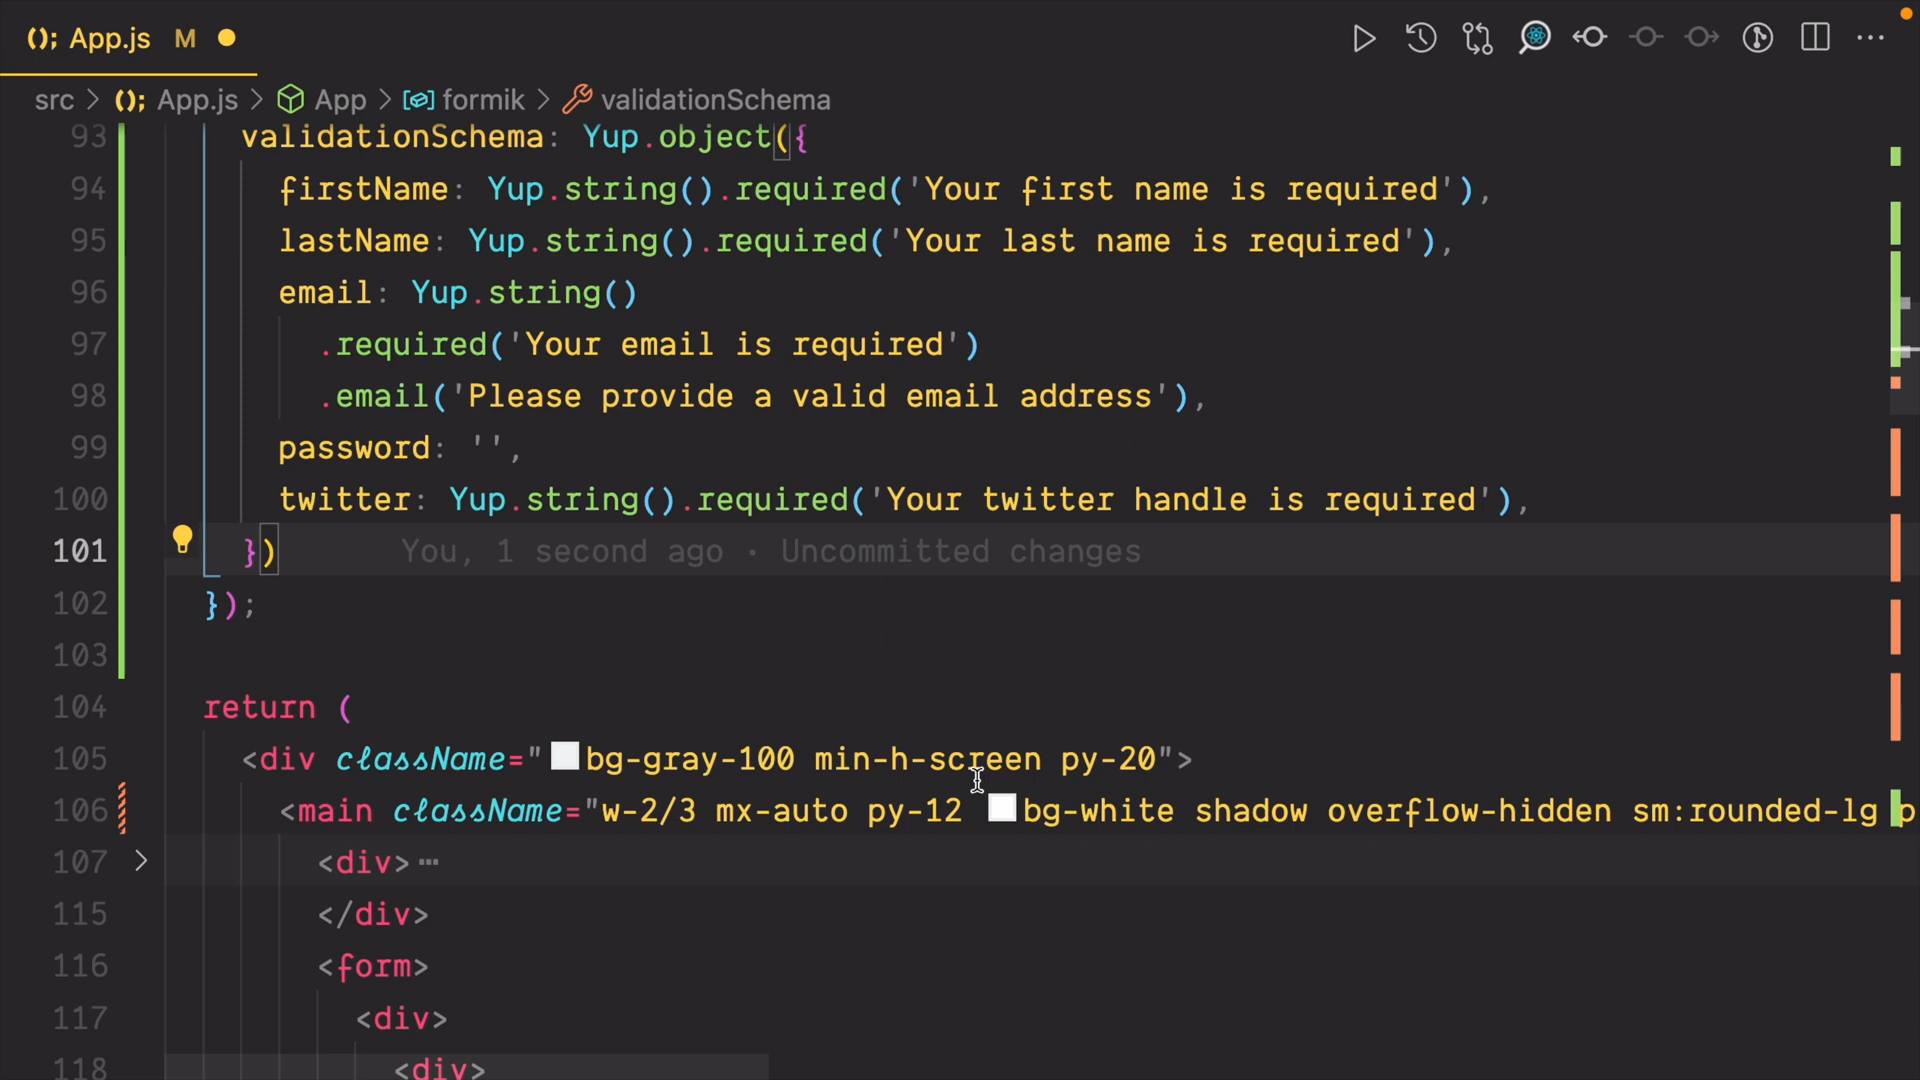 (); App.js M
src > (); App.js > App > formik > validationSchema
93 validationSchema: Yup.object({
94 firstName: Yup.string().required('Your first name is required'),
95 lastName: Yup.string().required('Your last name is required'),
96 email: Yup.string()
97 .required('Your email is required')
98 .email('Please provide a valid email address'),
99 password: '',
100 twitter: Yup.string().required('Your twitter handle is required'),
101 }) You, 1 second ago · Uncommitted changes
102 });
103
104 return (
105 <div className="bg-gray-100 min-h-screen py-20">
106 <main className="w-2/3 mx-auto py-12 bg-white shadow overflow-hidden sm:rounded-lg p
107 <div>
115 </div>
116 <form>
117 <div>
118 <div>